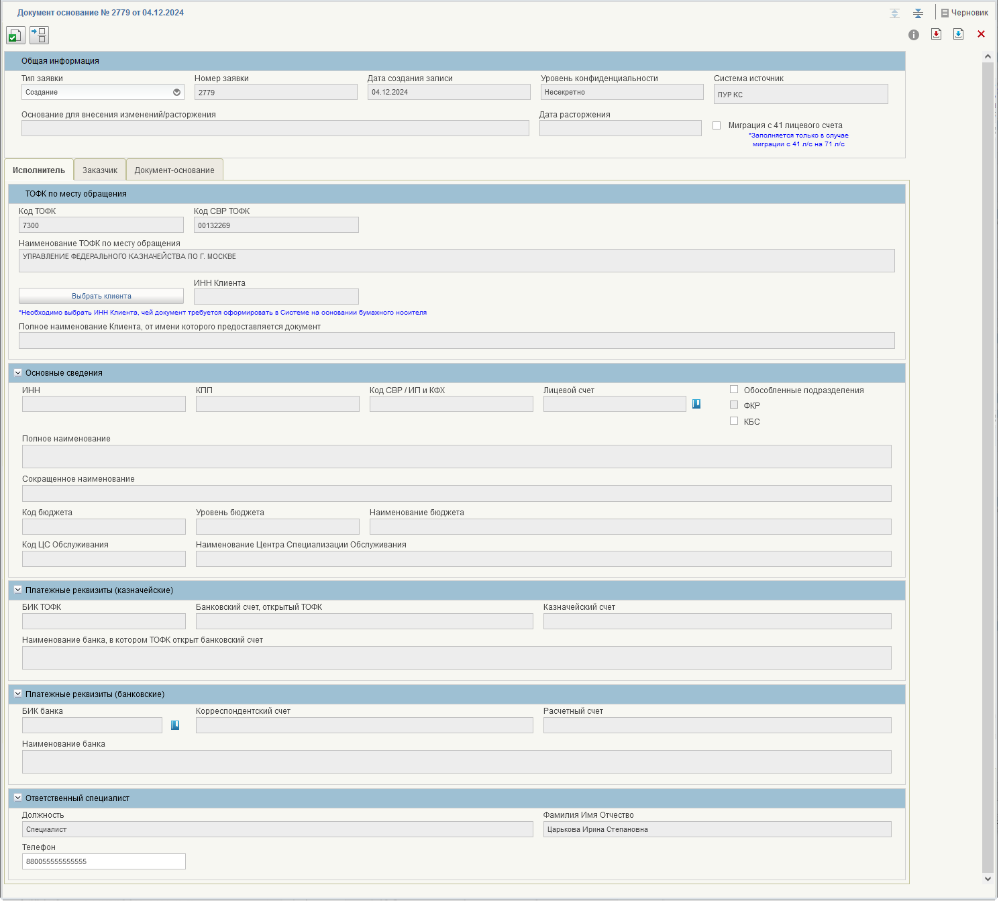 Документ основание № 2779 от 04.12.2024
Черновик
Общая информация
Тип заявки Номер заявки Дата создания записи Уровень конфиденциальности Система источник
Создание 2779 04.12.2024 Несекретно ПУР КС
Основание для внесения изменений/расторжения Дата расторжения
Миграция с 41 лицевого счета
*Заполняется только в случае
миграции с 41 л/с на 71 л/с
Исполнитель Заказчик Документ-основание
ТОФК по месту обращения
Код ТОФК Код СВР ТОФК
7300 00132269
Наименование ТОФК по месту обращения
УПРАВЛЕНИЕ ФЕДЕРАЛЬНОГО КАЗНАЧЕЙСТВА ПО Г. МОСКВЕ
ИНН Клиента
Выбрать клиента
*Необходимо выбрать ИНН Клиента, чей документ требуется сформировать в Системе на основании бумажного носителя
Полное наименование Клиента, от имени которого предоставляется документ
Основные сведения
ИНН КПП Код СВР / ИП и КФХ Лицевой счет Обособленные подразделения
ФКР
КБС
Полное наименование
Сокращенное наименование
Код бюджета Уровень бюджета Наименование бюджета
Код ЦС Обслуживания Наименование Центра Специализации Обслуживания
Платежные реквизиты (казначейские)
БИК ТОФК Банковский счет, открытый ТОФК Казначейский счет
Наименование банка, в котором ТОФК открыт банковский счет
Платежные реквизиты (банковские)
БИК банка Корреспондентский счет Расчетный счет
Наименование банка
Ответственный специалист
Должность Фамилия Имя Отчество
Специалист Царькова Ирина Степановна
Телефон
880055555555555